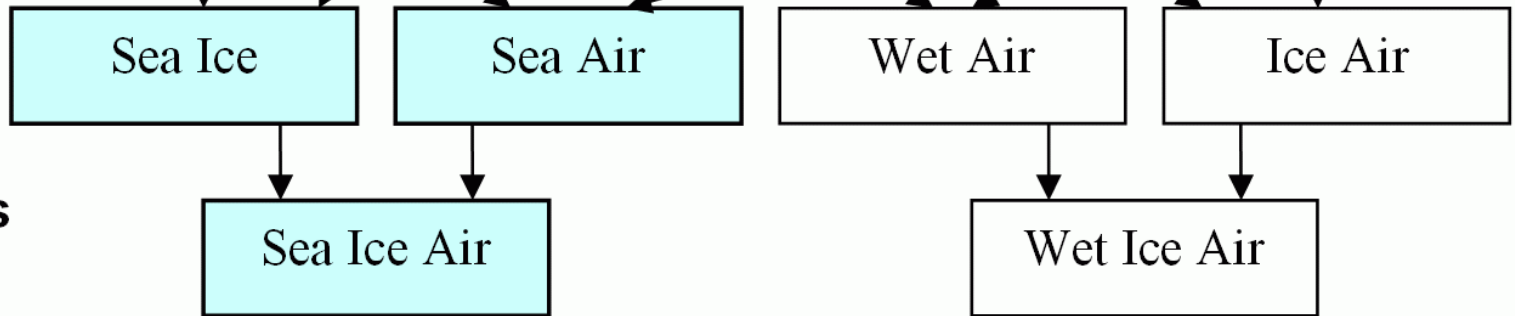 Sea Ice
Sea Air
Wet Air
Ice Air
s
Sea Ice Air
Wet Ice Air